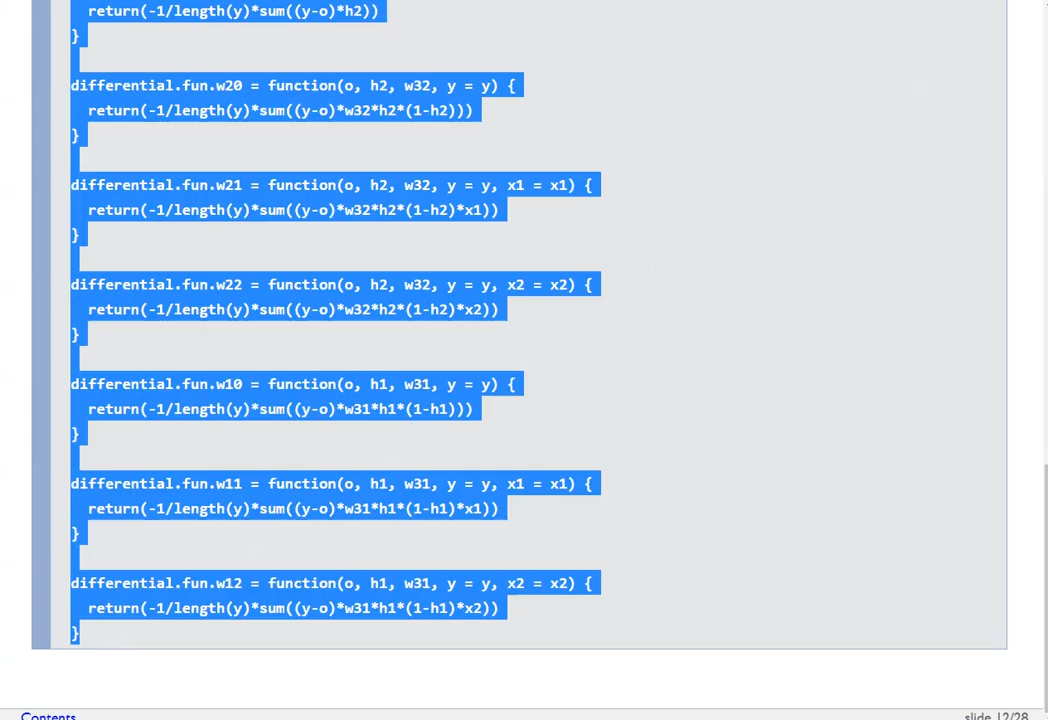 return(-1/length(y)*sum((y-o)*h2))
}
differential.fun.w20 = function(o, h2, w32, y = y) {
return(-1/length(y)*sum((y-o)*w32*h2*(1-h2)))
}
differential.fun.w21 = function(o, h2, w32, y = y, x1 = x1) {
return(-1/length(y)*sum((y-o)*w32*h2*(1-h2)*x1))
}
differential.fun.w22 = function(o, h2, w32, y = y, x2 = x2) {
return(-1/length(y)*sum((y-o)*w32*h2*(1-h2)*x2))
}
differential.fun.w10 = function(o, h1, w31, y = y) {
return(-1/length(y)*sum((y-o)*w31*h1*(1-h1)))
}
differential.fun.w11 = function(o, h1, w31, y = y, x1 = x1) {
return(-1/length(y)*sum((y-o)*w31*h1*(1-h1)*x1))
}
differential.fun.w12 = function(o, h1, w31, y = y, x2 = x2) {
return(-1/length(y)*sum((y-o)*w31*h1*(1-h1)*x2))
}
Contents
slide 12/28